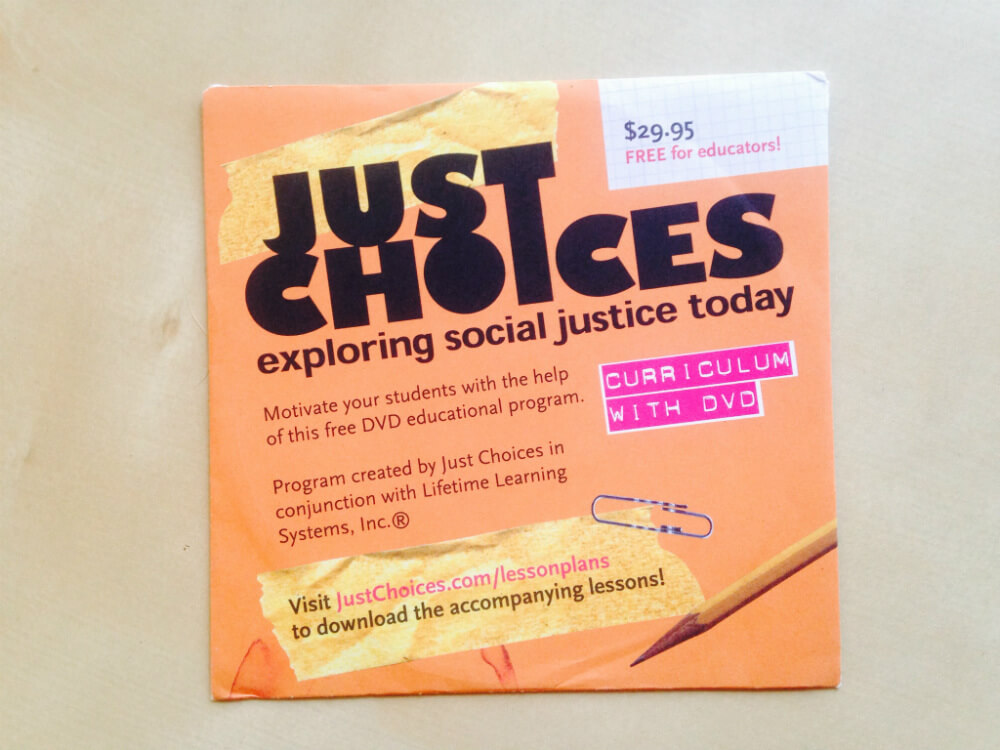 $29.95
FREE for educators!
JUST
CHOICES
exploring social justice today
Motivate your students with the help
of this free DVD educational program.
CURRICULUM
WITH DVD
Program created by Just Choices in
conjunction with Lifetime Learning
Systems, Inc.®
Visit JustChoices.com/lessonplans
to download the accompanying lessons!